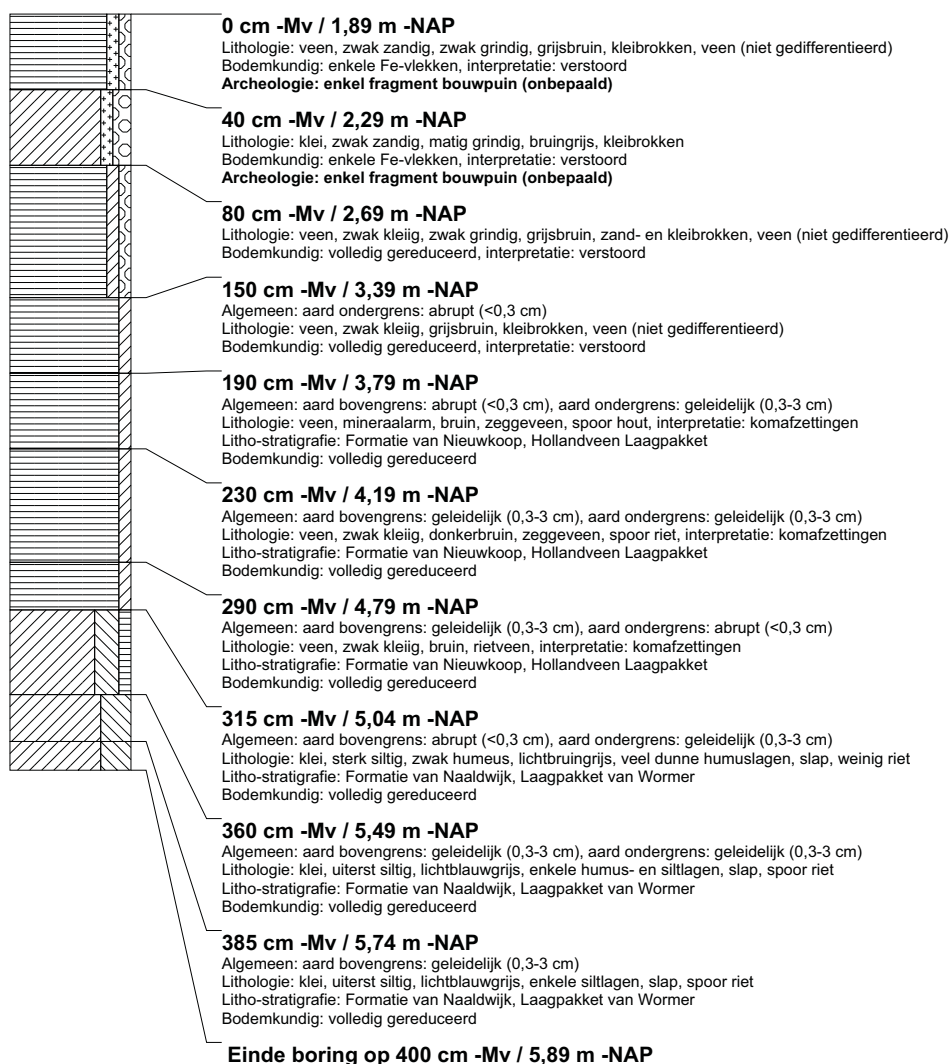 0 cm -Mv / 1,89 m -NAP
Lithologie: veen, zwak zandig, zwak grindig, grijsbruin, kleibrokken, veen (niet gedifferentieerd)
Bodemkundig: enkele Fe-vlekken, interpretatie: verstoord
Archeologie: enkel fragment bouwpuin (onbepaald)
40 cm -Mv / 2,29 m -NAP
Lithologie: klei, zwak zandig, matig grindig, bruingrijs, kleibrokken
Bodemkundig: enkele Fe-vlekken, interpretatie: verstoord
Archeologie: enkel fragment bouwpuin (onbepaald)
80 cm -Mv / 2,69 m -NAP
Lithologie: veen, zwak kleiig, zwak grindig, grijsbruin, zand- en kleibrokken, veen (niet gedifferentieerd)
Bodemkundig: volledig gereduceerd, interpretatie: verstoord
150 cm -Mv / 3,39 m -NAP
Algemeen: aard ondergrens: abrupt (<0,3 cm)
Lithologie: veen, zwak kleiig, grijsbruin, kleibrokken, veen (niet gedifferentieerd)
Bodemkundig: volledig gereduceerd, interpretatie: verstoord
190 cm -Mv / 3,79 m -NAP
Algemeen: aard bovengrens: abrupt (<0,3 cm), aard ondergrens: geleidelijk (0,3-3 cm)
Lithologie: veen, mineraalarm, bruin, zeggeveen, spoor hout, interpretatie: komafzettingen
Litho-stratigrafie: Formatie van Nieuwkoop, Hollandveen Laagpakket
Bodemkundig: volledig gereduceerd
230 cm -Mv / 4,19 m -NAP
Algemeen: aard bovengrens: geleidelijk (0,3-3 cm), aard ondergrens: geleidelijk (0,3-3 cm)
Lithologie: veen, zwak kleiig, donkerbruin, zeggeveen, spoor riet, interpretatie: komafzettingen
Litho-stratigrafie: Formatie van Nieuwkoop, Hollandveen Laagpakket
Bodemkundig: volledig gereduceerd
290 cm -Mv / 4,79 m -NAP
Algemeen: aard bovengrens: geleidelijk (0,3-3 cm), aard ondergrens: abrupt (<0,3 cm)
Lithologie: veen, zwak kleiig, bruin, rietveen, interpretatie: komafzettingen
Litho-stratigrafie: Formatie van Nieuwkoop, Hollandveen Laagpakket
Bodemkundig: volledig gereduceerd
315 cm -Mv / 5,04 m -NAP
Algemeen: aard bovengrens: abrupt (<0,3 cm), aard ondergrens: geleidelijk (0,3-3 cm)
Lithologie: klei, sterk siltig, zwak humeus, lichtbruingrijs, veel dunne humuslagen, slap, weinig riet
Litho-stratigrafie: Formatie van Naaldwijk, Laagpakket van Wormer
Bodemkundig: volledig gereduceerd
360 cm -Mv / 5,49 m -NAP
Algemeen: aard bovengrens: geleidelijk (0,3-3 cm), aard ondergrens: geleidelijk (0,3-3 cm)
Lithologie: klei, uiterst siltig, lichtblauwgrijs, enkele humus- en siltlagen, slap, spoor riet
Litho-stratigrafie: Formatie van Naaldwijk, Laagpakket van Wormer
Bodemkundig: volledig gereduceerd
385 cm -Mv / 5,74 m -NAP
Algemeen: aard bovengrens: geleidelijk (0,3-3 cm)
Lithologie: klei, uiterst siltig, lichtblauwgrijs, enkele siltlagen, slap, spoor riet
Litho-stratigrafie: Formatie van Naaldwijk, Laagpakket van Wormer
Bodemkundig: volledig gereduceerd
Einde boring op 400 cm -Mv / 5,89 m -NAP